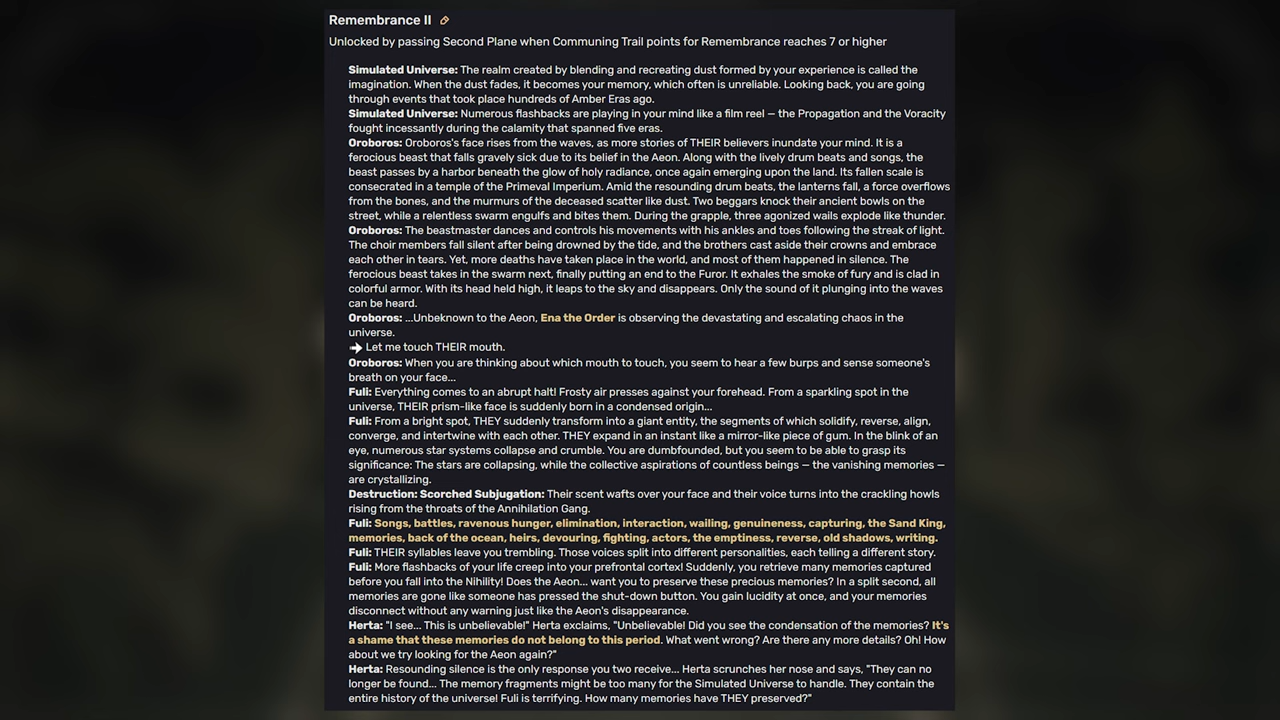 Remembrance II
Unlocked by passing Second Plane when Communing Trail points for Remembrance reaches 7 or higher
Simulated Universe: The realm created by blending and recreating dust formed by your experience is called the
imagination. When the dust fades, it becomes your memory, which often is unreliable. Looking back, you are going
through events that took place hundreds of Amber Eras ago.
Simulated Universe: Numerous flashbacks are playing in your mind like a film reel — the Propagation and the Voracity
fought incessantly during the calamity that spanned five eras.
Oroboros: Oroboros's face rises from the waves, as more stories of THEIR believers inundate your mind. It is a
ferocious beast that falls gravely sick due to its belief in the Aeon. Along with the lively drum beats and songs, the
beast passes by a harbor beneath the glow of holy radiance, once again emerging upon the land. Its fallen scale is
consecrated in a temple of the Primeval Imperium. Amid the resounding drum beats, the lanterns fall, a force overflows
from the bones, and the murmurs of the deceased scatter like dust. Two beggars knock their ancient bowls on the
street, while a relentless swarm engulfs and bites them. During the grapple, three agonized wails explode like thunder.
Oroboros: The beastmaster dances and controls his movements with his ankles and toes following the streak of light.
The choir members fall silent after being drowned by the tide, and the brothers cast aside their crowns and embrace
each other in tears. Yet, more deaths have taken place in the world, and most of them happened in silence. The
ferocious beast takes in the swarm next, finally putting an end to the Furor. It exhales the smoke of fury and is clad in
colorful armor. With its head held high, it leaps to the sky and disappears. Only the sound of it plunging into the waves
can be heard.
Oroboros: ...Unbeknown to the Aeon, Ena the Order is observing the devastating and escalating chaos in the
universe.
Let me touch THEIR mouth.
Oroboros: When you are thinking about which mouth to touch, you seem to hear a few burps and sense someone's
breath on your face...
Fuli: Everything comes to an abrupt halt! Frosty air presses against your forehead. From a sparkling spot in the
universe, THEIR prism-like face is suddenly born in a condensed origin...
Fuli: From a bright spot, THEY suddenly transform into a giant entity, the segments of which solidify, reverse, align,
converge, and intertwine with each other. THEY expand in an instant like a mirror-like piece of gum. In the blink of an
eye, numerous star systems collapse and crumble. You are dumbfounded, but you seem to be able to grasp its
significance: The stars are collapsing, while the collective aspirations of countless beings — the vanishing memories —
are crystallizing.
Destruction: Scorched Subjugation: Their scent wafts over your face and their voice turns into the crackling howls
rising from the throats of the Annihilation Gang.
Fuli: Songs, battles, ravenous hunger, elimination, interaction, wailing, genuineness, capturing, the Sand King,
memories, back of the ocean, heirs, devouring, fighting, actors, the emptiness, reverse, old shadows, writing.
Fuli: THEIR syllables leave you trembling. Those voices split into different personalities, each telling a different story.
Fuli: More flashbacks of your life creep into your prefrontal cortex! Suddenly, you retrieve many memories captured
before you fall into the Nihility! Does the Aeon... want you to preserve these precious memories? In a split second, all
memories are gone like someone has pressed the shut-down button. You gain lucidity at once, and your memories
disconnect without any warning just like the Aeon's disappearance.
Herta: "I see... This is unbelievable!" Herta exclaims, "Unbelievable! Did you see the condensation of the memories? It's
a shame that these memories do not belong to this period. What went wrong? Are there any more details? Oh! How
about we try looking for the Aeon again?"
Herta: Resounding silence is the only response you two receive... Herta scrunches her nose and says, "They can no
longer be found... The memory fragments might be too many for the Simulated Universe to handle. They contain the
entire history of the universe! Fuli is terrifying. How many memories have THEY preserved?"